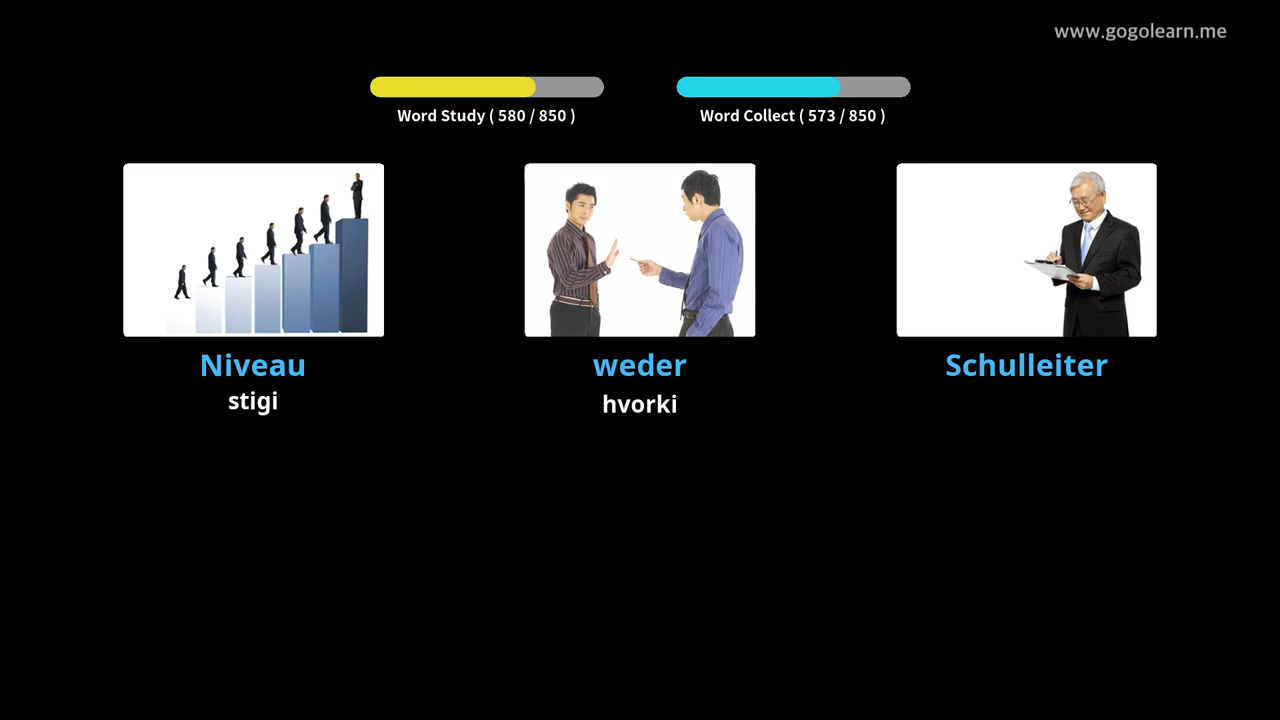 www.gogolearn.me
Word Study ( 580 / 850 )
Word Collect ( 573 / 850 )
Niveau
stigi
weder
hvorki
Schulleiter